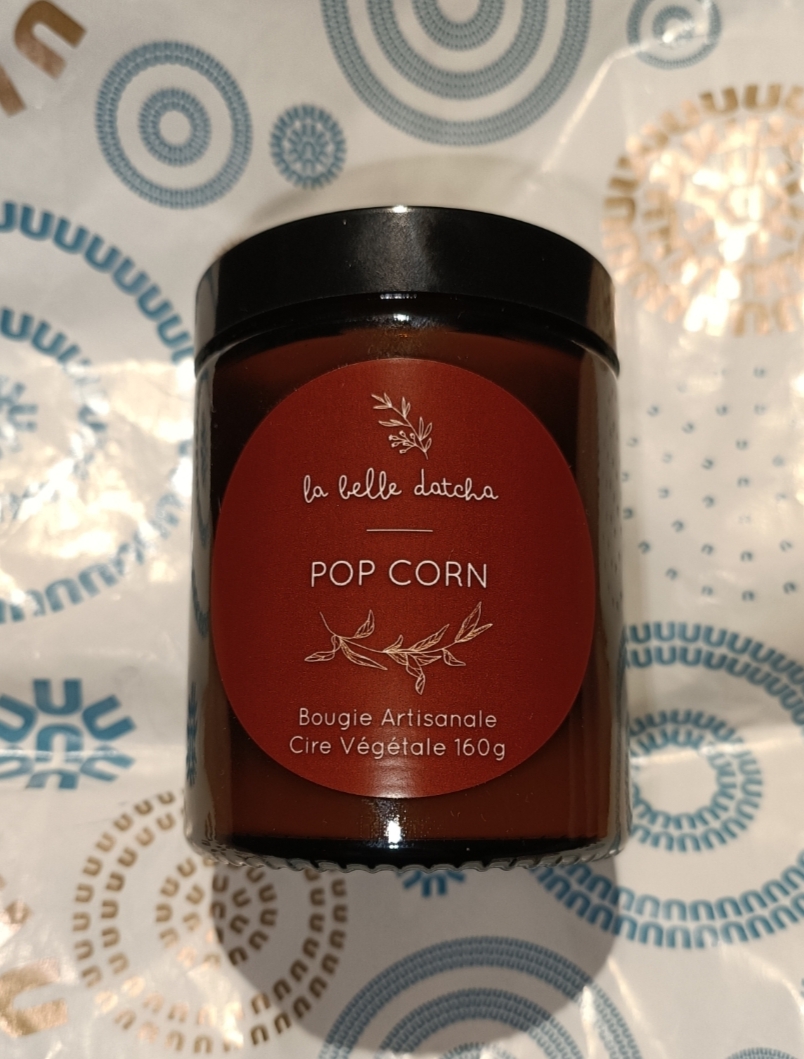 la belle datcha
POP CORN
Bougie Artisanale
Cire Végétale 160g